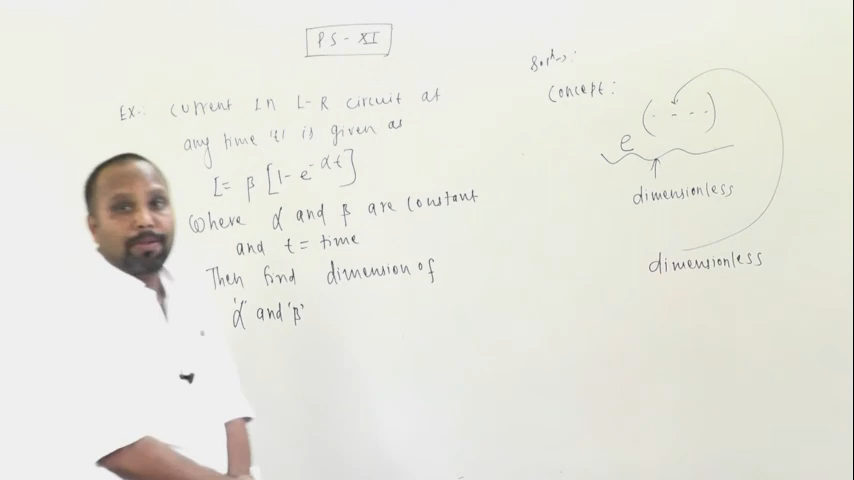 PS-XI
Ex.: current in L-R circuit at
any time 't' is given as
I = β [1 - e^-αt]
Where α and β are constant
and t = time
Then find dimension of
'α' and 'β'
Soln:
Concept:
e^(----)
dimensionless
dimensionless